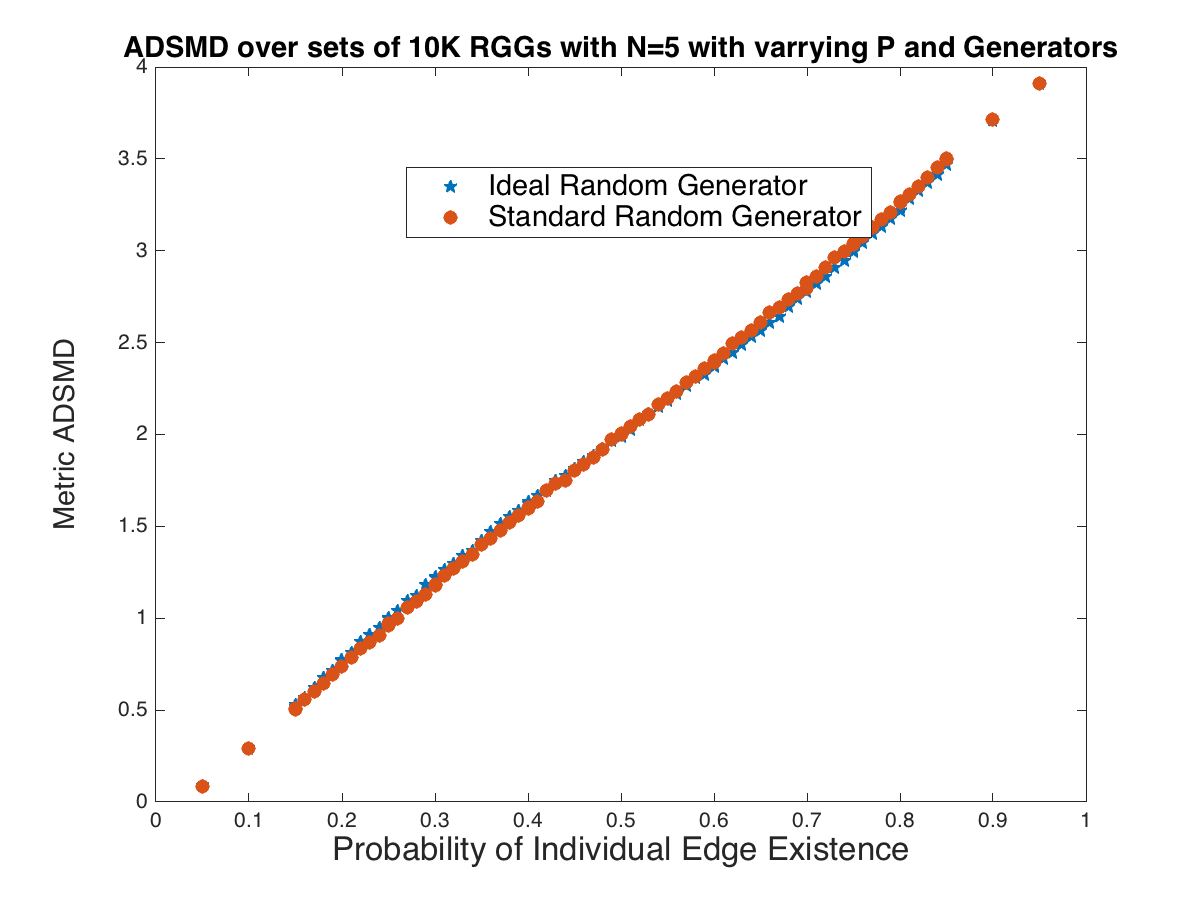 ADSMD over sets of 10K RGGs with N=5 with varrying P and Generators
4
3.5
3
2.5
2
1.5
1
0.5
0
Metric ADSMD
Ideal Random Generator
Standard Random Generator
0 0.1 0.2 0.3 0.4 0.5 0.6 0.7 0.8 0.9 1
Probability of Individual Edge Existence